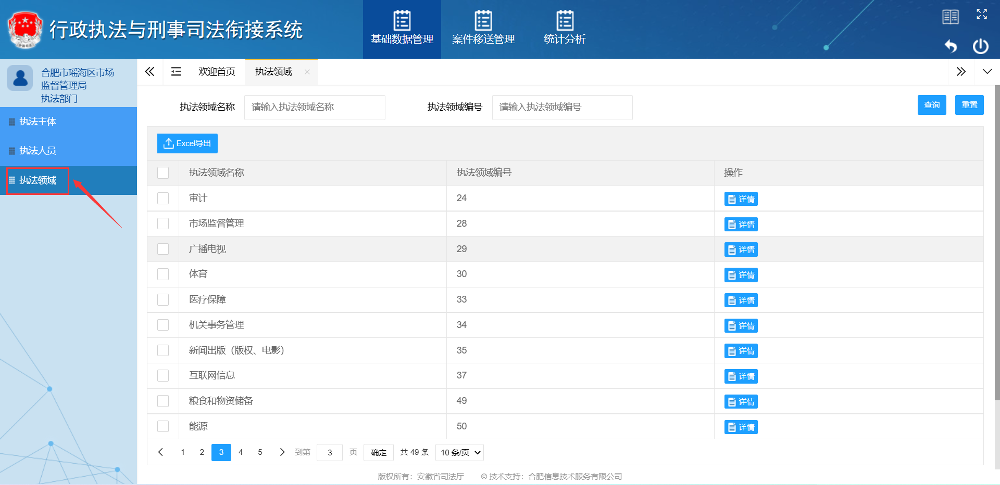 行政执法与刑事司法衔接系统
基础数据管理
案件移送管理
统计分析
合肥市瑶海区市场
监督管理局
执法部门
执法主体
执法人员
执法领域
欢迎首页
执法领域
执法领域名称 请输入执法领域名称 执法领域编号 请输入执法领域编号 查询 重置
Excel导出
执法领域名称 执法领域编号 操作
审计 24 详情
市场监督管理 28 详情
广播电视 29 详情
体育 30 详情
医疗保障 33 详情
机关事务管理 34 详情
新闻出版（版权、电影） 35 详情
互联网信息 37 详情
粮食和物资储备 49 详情
能源 50 详情
1 2 3 4 5 到第 3 页 确定 共 49 条 10 条/页
版权所有：安徽省司法厅 © 技术支持：合肥信息技术服务有限公司